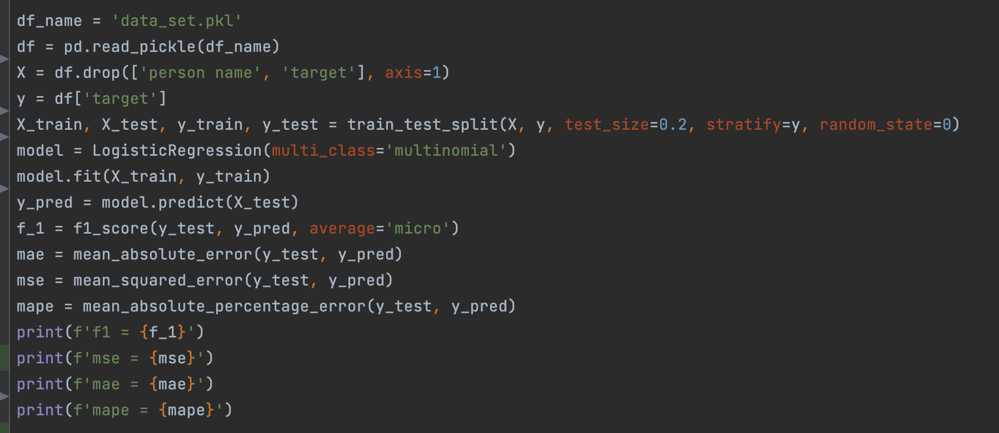 df_name = 'data_set.pkl'
df = pd.read_pickle(df_name)
X = df.drop(['person name', 'target'], axis=1)
y = df['target']
X_train, X_test, y_train, y_test = train_test_split(X, y, test_size=0.2, stratify=y, random_state=0)
model = LogisticRegression(multi_class='multinomial')
model.fit(X_train, y_train)
y_pred = model.predict(X_test)
f_1 = f1_score(y_test, y_pred, average='micro')
mae = mean_absolute_error(y_test, y_pred)
mse = mean_squared_error(y_test, y_pred)
mape = mean_absolute_percentage_error(y_test, y_pred)
print(f'f1 = {f_1}')
print(f'mse = {mse}')
print(f'mae = {mae}')
print(f'mape = {mape}')